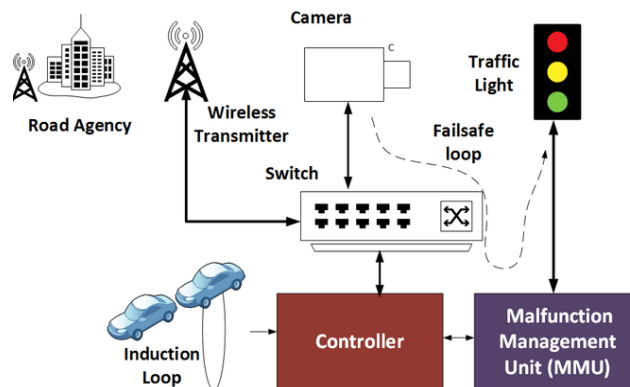 Camera
C
Traffic
Light
Road Agency
Wireless
Transmitter
Failsafe
loop
Switch
Induction
Loop
Controller
Malfunction
Management
Unit (MMU)